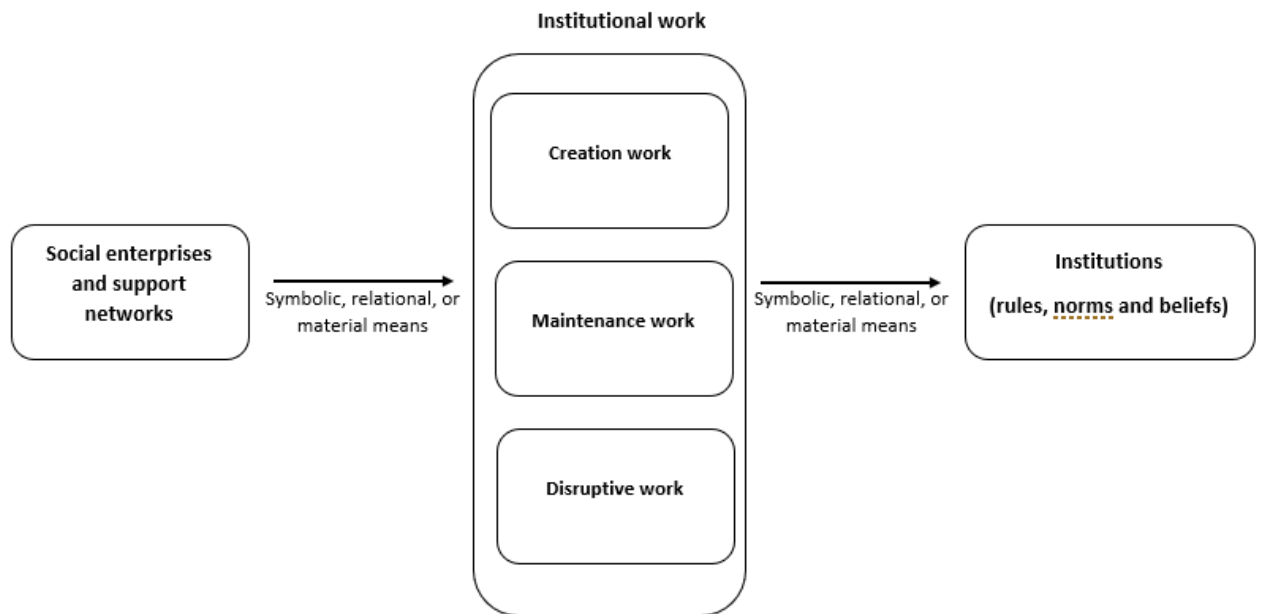 Institutional work
Creation work
Social enterprises
and support
networks
Symbolic, relational, or
material means
Maintenance work
Symbolic, relational, or
material means
Institutions
(rules, norms and beliefs)
Disruptive work